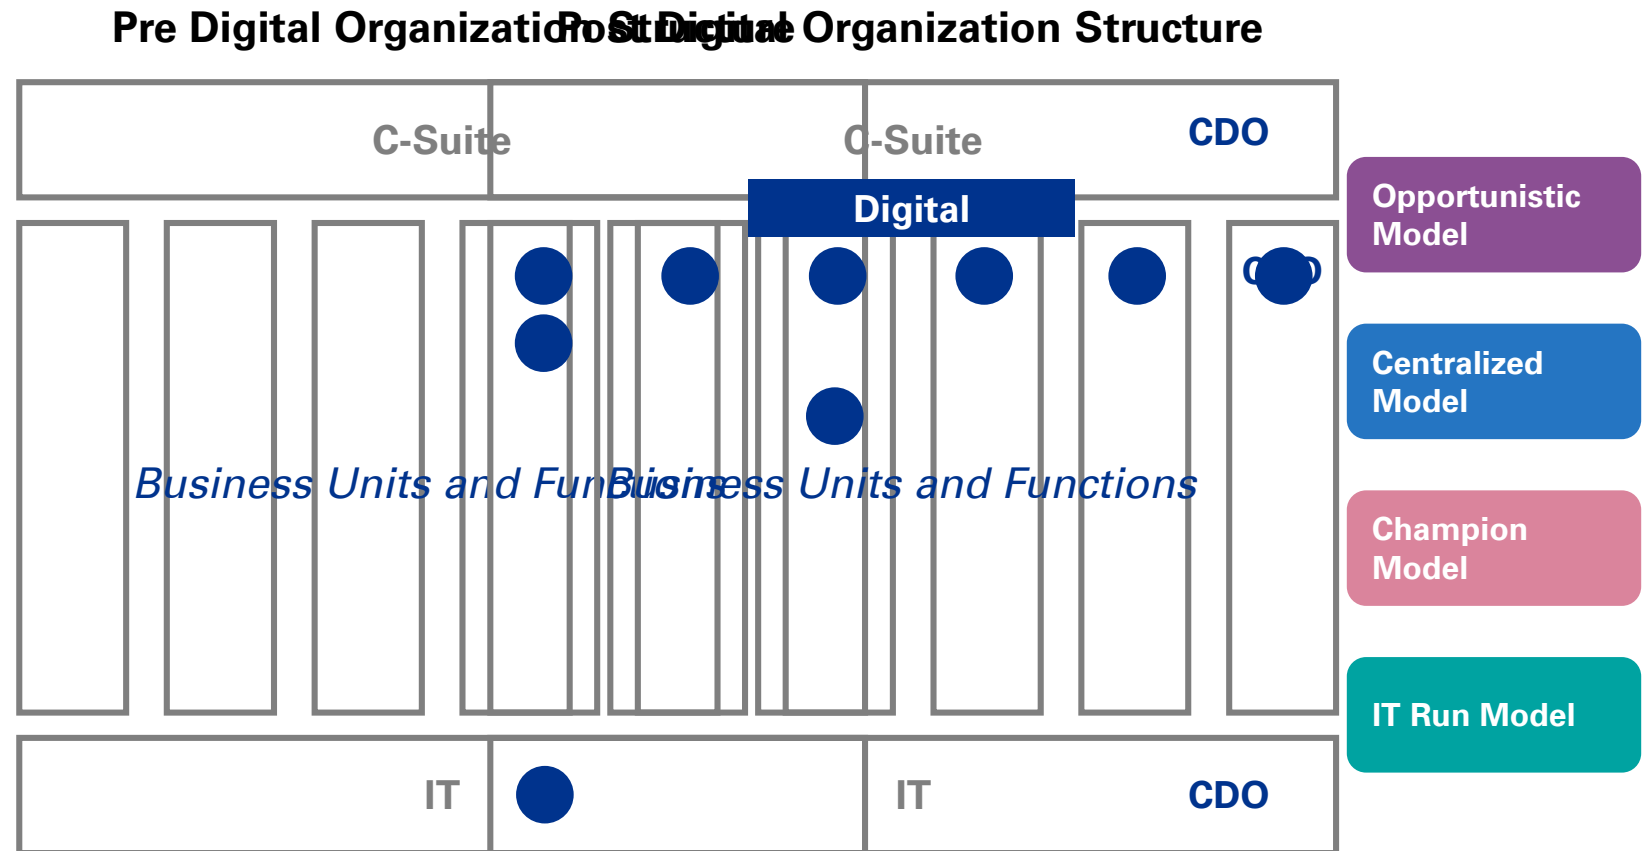 Pre Digital Organization Structure
Post Digital Organization Structure
C-Suite
C-Suite
CDO
Digital
Opportunistic
Model
Centralized
Model
Business Units and Functions
Business Units and Functions
Champion
Model
IT Run Model
IT
IT
CDO